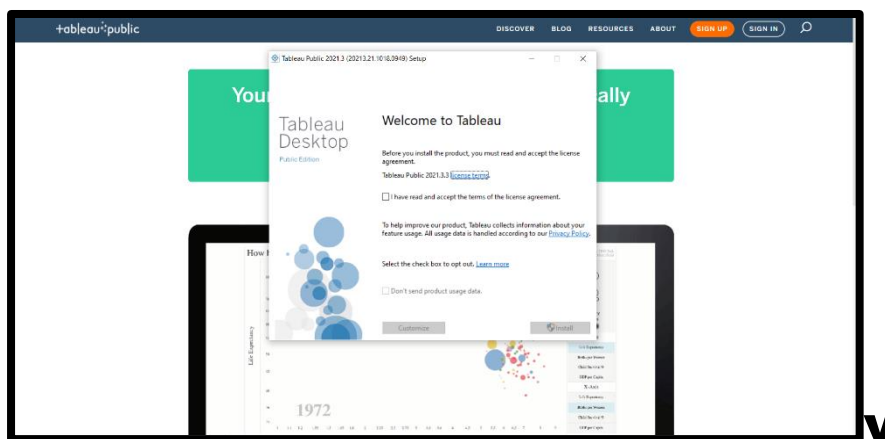 +ableau public
DISCOVER BLOG RESOURCES ABOUT SIGN UP SIGN IN
Tableau Public 2021.3 (20213.21.1018.0949) Setup
Your
ally
Tableau
Desktop
Public Edition
Welcome to Tableau
Before you install the product, you must read and accept the license
agreement.
Tableau Public 2021.3.3 license terms.
I have read and accept the terms of the license agreement.
To help improve our product, Tableau collects information about your
feature usage. All usage data is handled according to our Privacy Policy.
Select the check box to opt out. Learn more
Don't send product usage data.
Customize
Install
How
Life Expectancy
1972
X-Axis